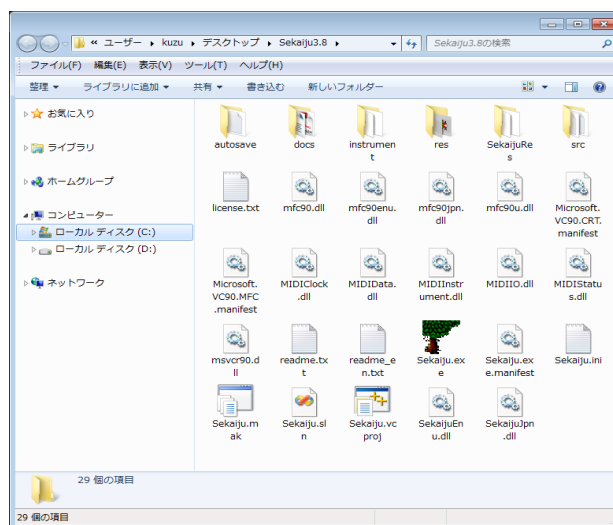 « ユーザー ▸ kuzu ▸ デスクトップ ▸ Sekaiju3.8 ▸
Sekaiju3.8の検索
ファイル(F) 編集(E) 表示(V) ツール(T) ヘルプ(H)
整理 ▼ ライブラリに追加 ▼ 共有 ▼ 書き込む 新しいフォルダー
お気に入り
ライブラリ
ホームグループ
コンピューター
ローカル ディスク (C:)
ローカル ディスク (D:)
ネットワーク
autosave
docs
instrumen
t
res
SekaijuRe
s
src
license.txt
mfc90.dll
mfc90enu.
dll
mfc90jpn.
dll
mfc90u.dll
Microsoft.
VC90.CRT.
manifest
Microsoft.
VC90.MFC
.manifest
MIDIClock
.dll
MIDIData.
dll
MIDIInstr
ument.dll
MIDIIO.dll
MIDIStatu
s.dll
msvcr90.d
ll
readme.tx
t
readme_e
n.txt
Sekaiju.ex
e
Sekaiju.ex
e.manifest
Sekaiju.ini
Sekaiju.m
ak
Sekaiju.sl
n
Sekaiju.vc
proj
SekaijuEn
u.dll
SekaijuJpn
.dll
29 個の項目
29 個の項目